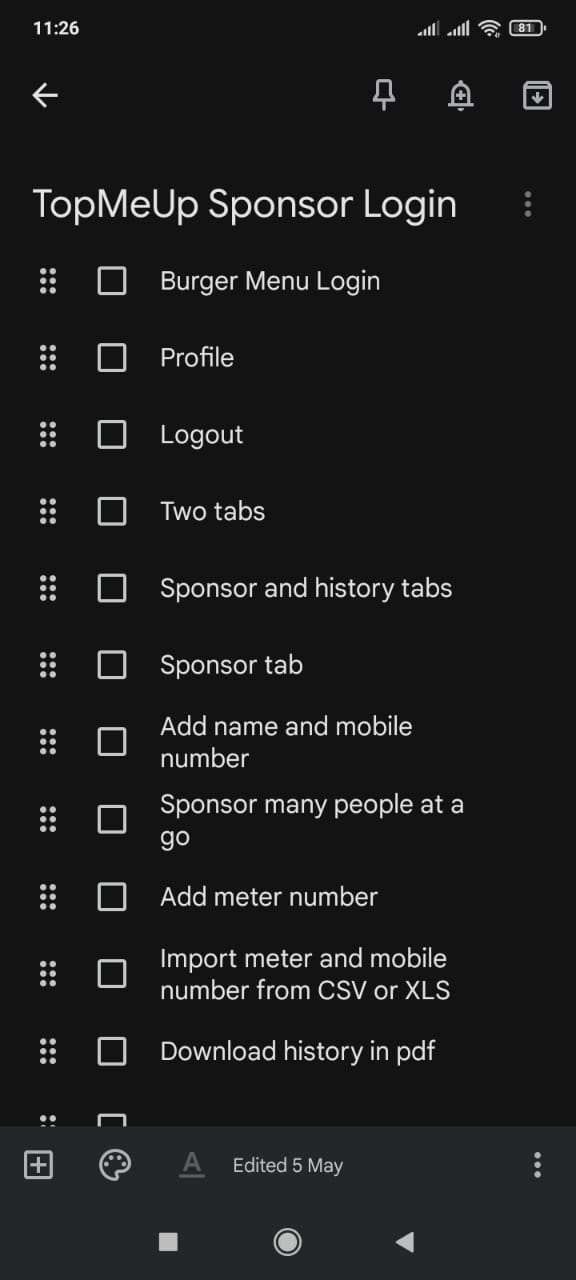 11:26
81
TopMeUp Sponsor Login
Burger Menu Login
Profile
Logout
Two tabs
Sponsor and history tabs
Sponsor tab
Add name and mobile
number
Sponsor many people at a
go
Add meter number
Import meter and mobile
number from CSV or XLS
Download history in pdf
A
Edited 5 May